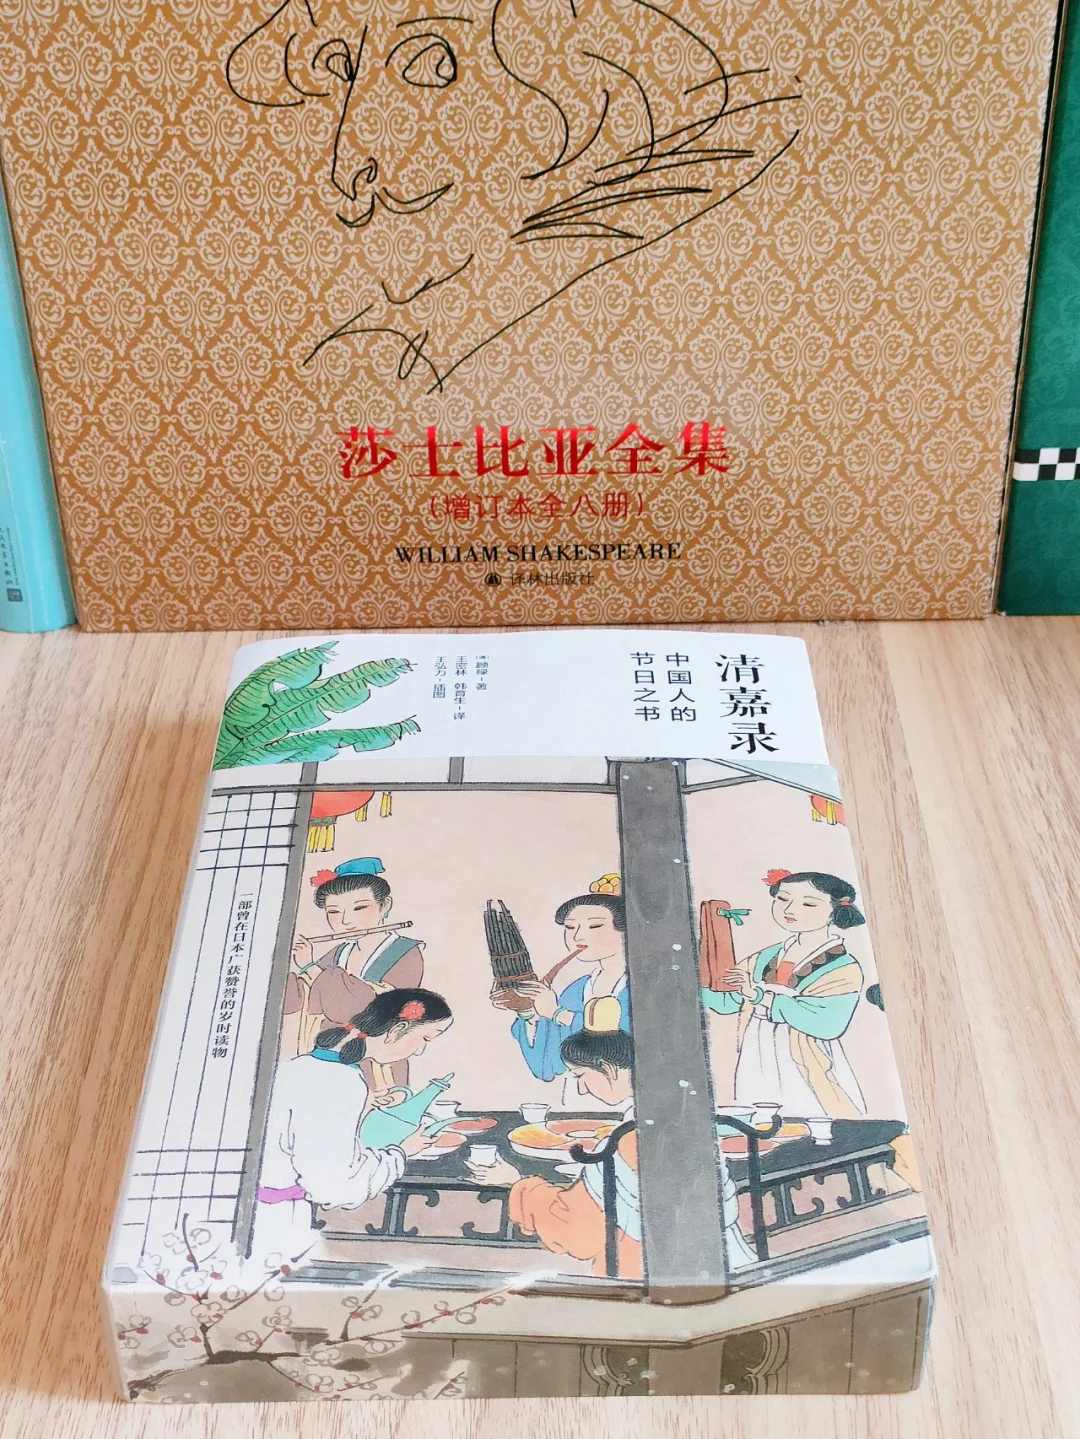 莎士比亚全集
（增订本全八册）
WILLIAM SHAKESPEARE
译林出版社
清嘉录
中国人的
节日之书
[清] 顾禄－著
王密林 韩育生－译
王弘力－插图
一部曾在日本广获赞誉的岁时读物